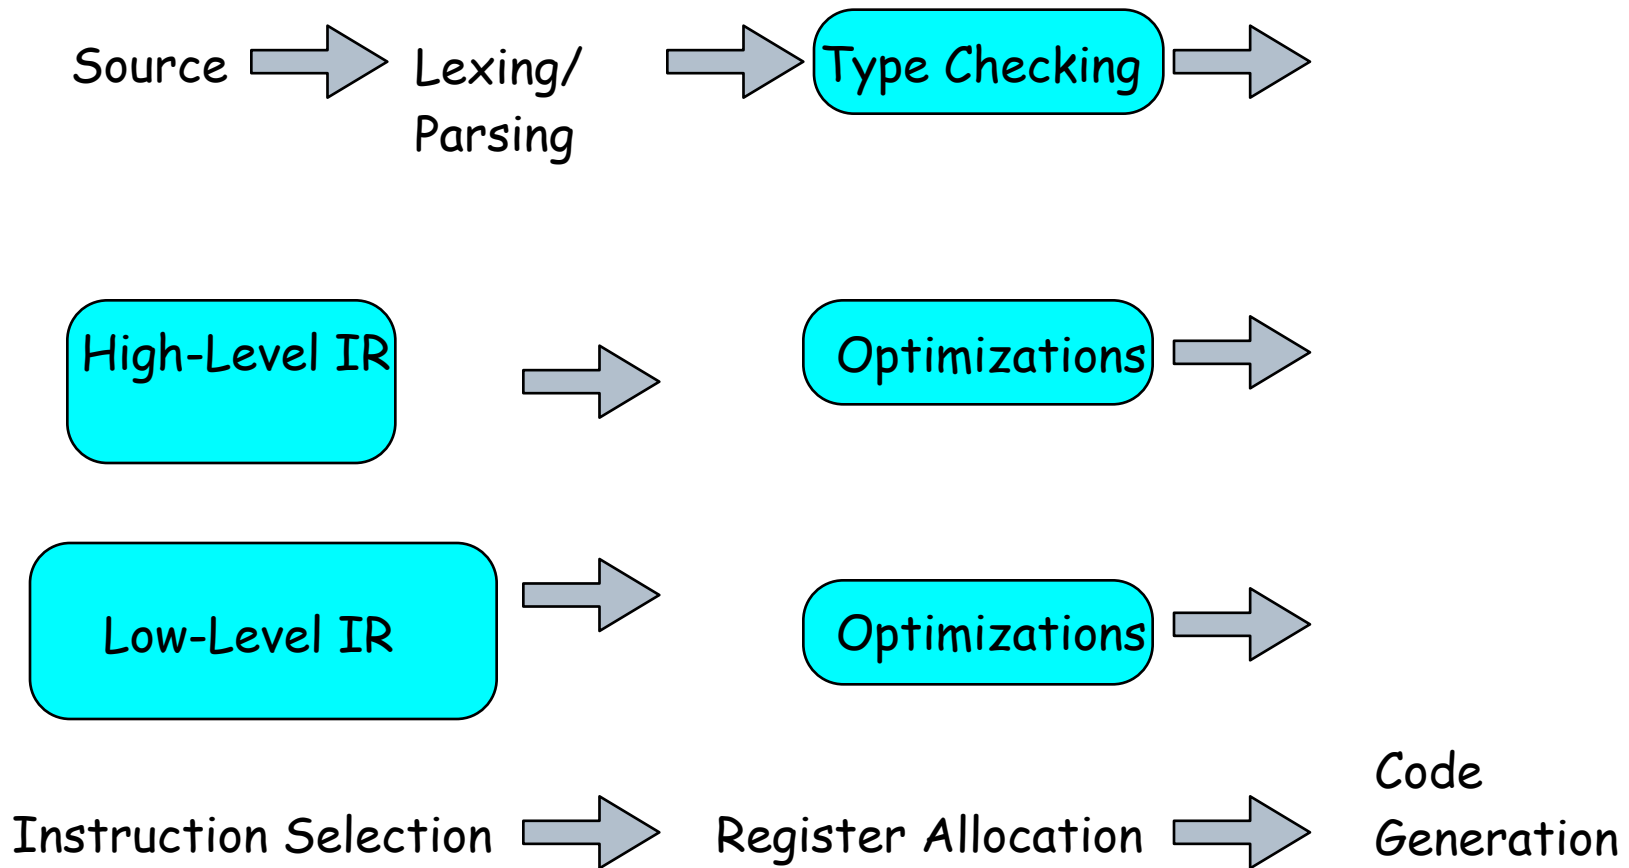 Source
Lexing/
Parsing
Type Checking
High-Level IR
Optimizations
Low-Level IR
Optimizations
Instruction Selection
Register Allocation
Code
Generation